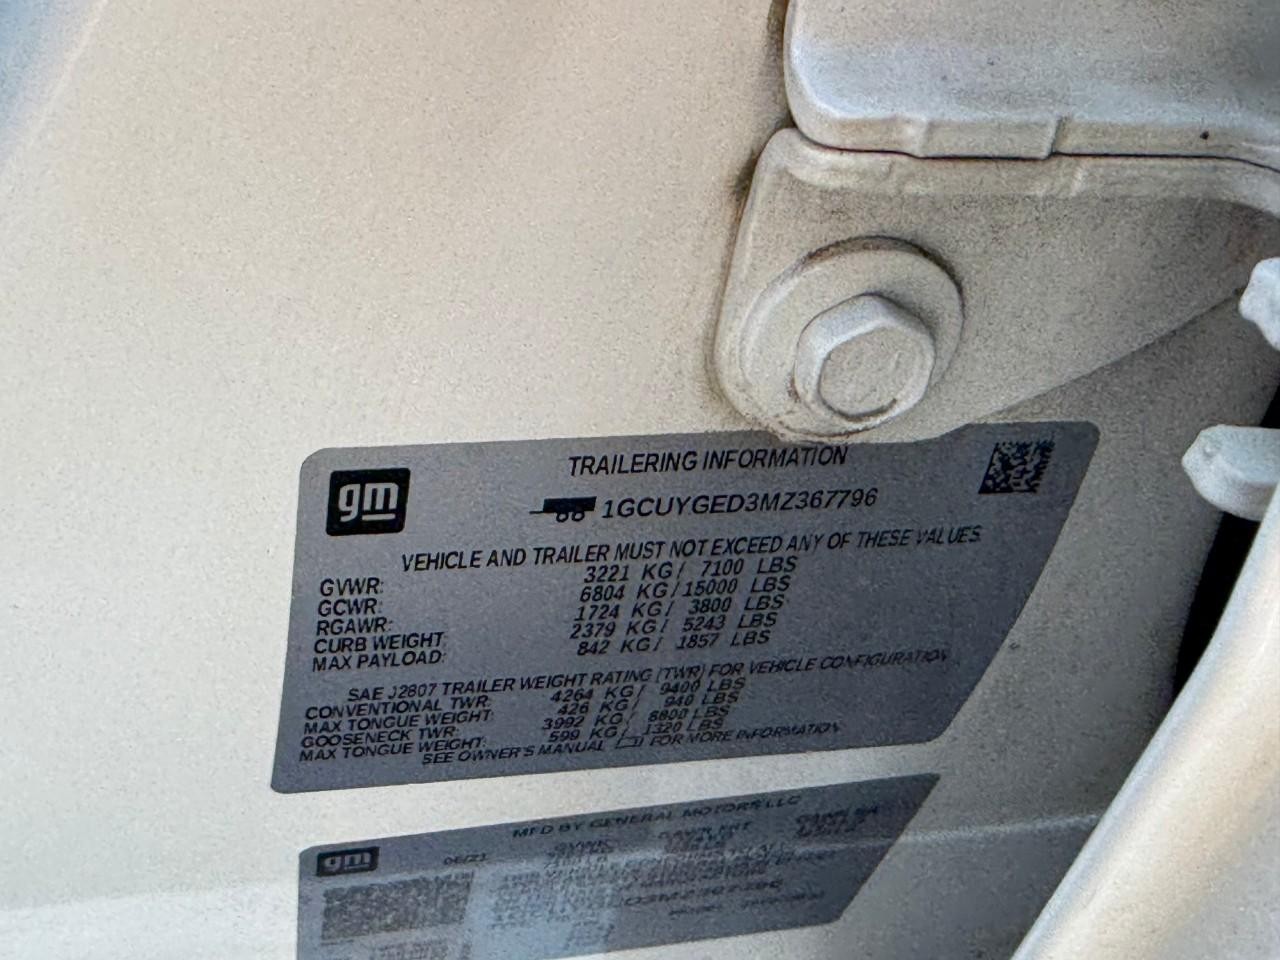 gm
TRAILERING INFORMATION
1GCUYGED3MZ367796
VEHICLE AND TRAILER MUST NOT EXCEED ANY OF THESE VALUES
GVWR: 3221 KG/ 7100 LBS
GCWR: 6804 KG/15000 LBS
RGAWR: 1724 KG/ 3800 LBS
CURB WEIGHT: 2379 KG/ 5243 LBS
MAX PAYLOAD: 842 KG/ 1857 LBS
SAE J2807 TRAILER WEIGHT RATING (TWR) FOR VEHICLE CONFIGURATION
CONVENTIONAL TWR: 4264 KG/ 9400 LBS
MAX TONGUE WEIGHT: 426 KG/ 940 LBS
GOOSENECK TWR: 3992 KG/ 8800 LBS
MAX TONGUE WEIGHT: 599 KG/ 1320 LBS
SEE OWNER'S MANUAL FOR MORE INFORMATION
MFD BY GENERAL MOTORS LLC
gm
06/21